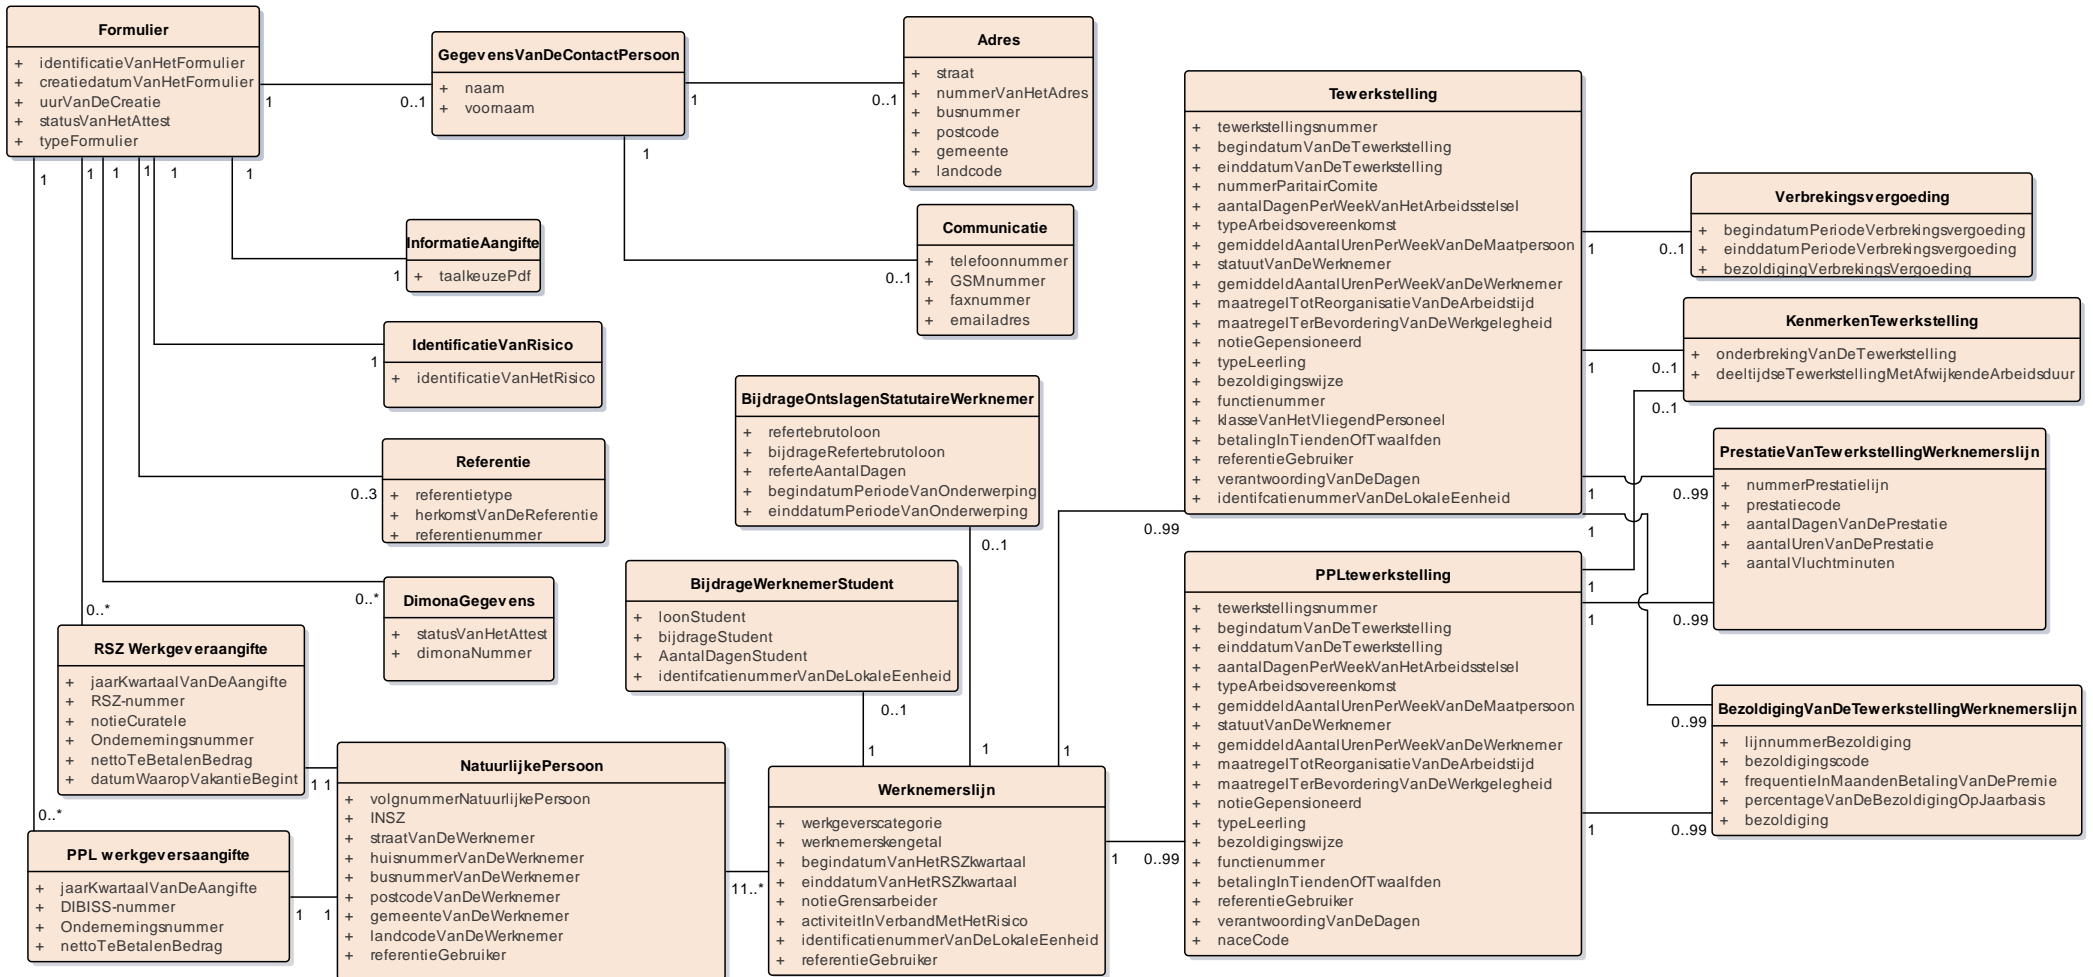 Formulier
+ identificatieVanHetFormulier
+ creatiedatumVanHetFormulier
+ uurVanDeCreatie
+ statusVanHetAttest
+ typeFormulier
1
0..1
1
1
1
1
1
1
GegevensVanDeContactPersoon
+ naam
+ voornaam
1
0..1
1
Adres
+ straat
+ nummerVanHetAdres
+ busnummer
+ postcode
+ gemeente
+ landcode
Communicatie
+ telefoonnummer
+ GSMnummer
+ faxnummer
+ emailadres
0..1
InformatieAangifte
+ taalkeuzePdf
1
IdentificatieVanRisico
+ identificatieVanHetRisico
1
Referentie
+ referentietype
+ herkomstVanDeReferentie
+ referentienummer
0..3
DimonaGegevens
+ statusVanHetAttest
+ dimonaNummer
0..*
0..*
RSZ Werkgeveraangifte
+ jaarKwartaalVanDeAangifte
+ RSZ-nummer
+ notieCuratele
+ Ondernemingsnummer
+ nettoTeBetalenBedrag
+ datumWaaropVakantieBegint
1 1
0..*
PPL werkgeversaangifte
+ jaarKwartaalVanDeAangifte
+ DIBISS-nummer
+ Ondernemingsnummer
+ nettoTeBetalenBedrag
1 1
NatuurlijkePersoon
+ volgnummerNatuurlijkePersoon
+ INSZ
+ straatVanDeWerknemer
+ huisnummerVanDeWerknemer
+ busnummerVanDeWerknemer
+ postcodeVanDeWerknemer
+ gemeenteVanDeWerknemer
+ landcodeVanDeWerknemer
+ referentieGebruiker
11..*
BijdrageOntslagenStatutaireWerknemer
+ refertebrutoloon
+ bijdrageRefertebrutoloon
+ referteAantalDagen
+ begindatumPeriodeVanOnderwerping
+ einddatumPeriodeVanOnderwerping
0..1
BijdrageWerknemerStudent
+ loonStudent
+ bijdrageStudent
+ AantalDagenStudent
+ identifcatienummerVanDeLokaleEenheid
0..1
1
1
1
Werknemerslijn
+ werkgeverscategorie
+ werknemerskengetal
+ begindatumVanHetRSZkwartaal
+ einddatumVanHetRSZkwartaal
+ notieGrensarbeider
+ activiteitInVerbandMetHetRisico
+ identificatienummerVanDeLokaleEenheid
+ referentieGebruiker
1 0..99
0..99
Tewerkstelling
+ tewerkstellingsnummer
+ begindatumVanDeTewerkstelling
+ einddatumVanDeTewerkstelling
+ nummerParitairComite
+ aantalDagenPerWeekVanHetArbeidsstelsel
+ typeArbeidsovereenkomst
+ gemiddeldAantalUrenPerWeekVanDeMaatpersoon
+ statuutVanDeWerknemer
+ gemiddeldAantalUrenPerWeekVanDeWerknemer
+ maatregelTotReorganisatieVanDeArbeidstijd
+ maatregelTerBevorderingVanDeWerkgelegheid
+ notieGepensioneerd
+ typeLeerling
+ bezoldigingswijze
+ functienummer
+ klasseVanHetVliegendPersoneel
+ betalingInTiendenOfTwaalfden
+ referentieGebruiker
+ verantwoordingVanDeDagen
+ identifcatienummerVanDeLokaleEenheid
1
0..1
1
0..1
0..1
1
0..99
1
PPLtewerkstelling
+ tewerkstellingsnummer
+ begindatumVanDeTewerkstelling
+ einddatumVanDeTewerkstelling
+ aantalDagenPerWeekVanHetArbeidsstelsel
+ typeArbeidsovereenkomst
+ gemiddeldAantalUrenPerWeekVanDeMaatpersoon
+ statuutVanDeWerknemer
+ gemiddeldAantalUrenPerWeekVanDeWerknemer
+ maatregelTotReorganisatieVanDeArbeidstijd
+ maatregelTerBevorderingVanDeWerkgelegheid
+ notieGepensioneerd
+ typeLeerling
+ bezoldigingswijze
+ functienummer
+ betalingInTiendenOfTwaalfden
+ referentieGebruiker
+ verantwoordingVanDeDagen
+ naceCode
1
1
0..99
0..99
1
0..99
Verbrekingsvergoeding
+ begindatumPeriodeVerbrekingsvergoeding
+ einddatumPeriodeVerbrekingsvergoeding
+ bezoldigingVerbrekingsVergoeding
KenmerkenTewerkstelling
+ onderbrekingVanDeTewerkstelling
+ deeltijdseTewerkstellingMetAfwijkendeArbeidsduur
PrestatieVanTewerkstellingWerknemerslijn
+ nummerPrestatielijn
+ prestatiecode
+ aantalDagenVanDePrestatie
+ aantalUrenVanDePrestatie
+ aantalVluchtminuten
BezoldigingVanDeTewerkstellingWerknemerslijn
+ lijnnummerBezoldiging
+ bezoldigingscode
+ frequentieInMaandenBetalingVanDePremie
+ percentageVanDeBezoldigingOpJaarbasis
+ bezoldiging